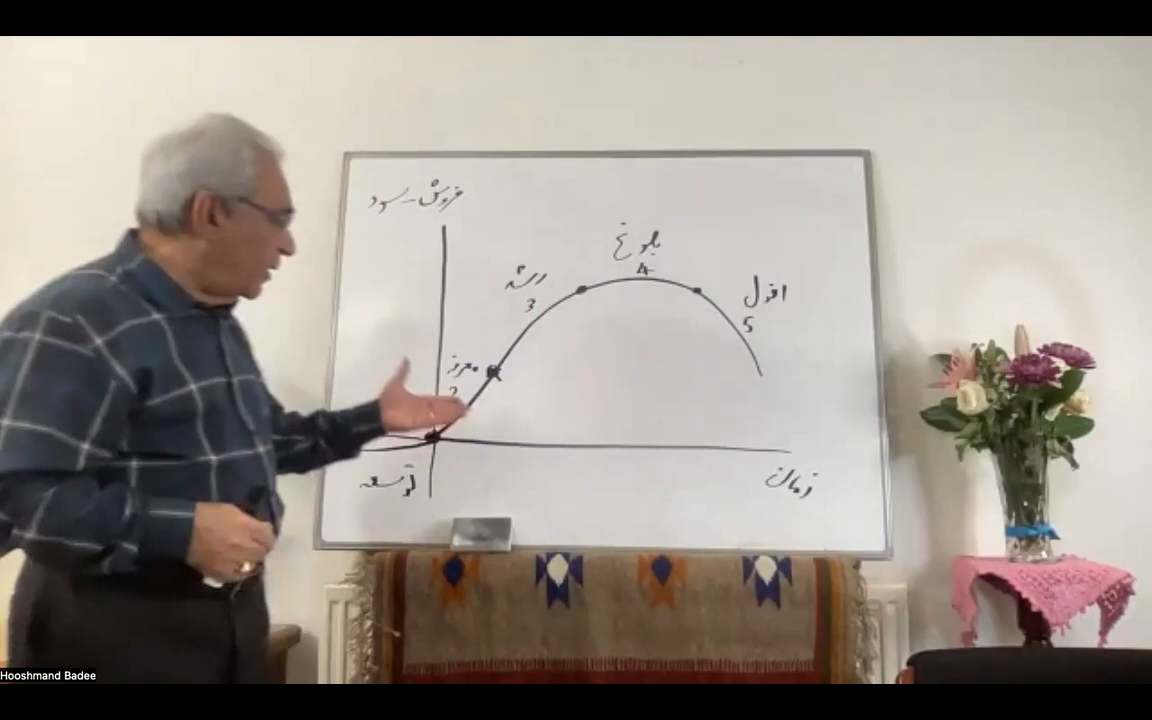 فروش - سود
بلوغ
4
رشد
3
افول
5
معرفی
2
توسعه
زمان
Hooshmand Badee